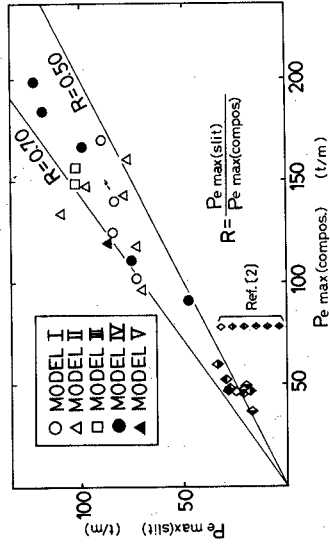 ○ MODEL I
△ MODEL II
□ MODEL III
● MODEL IV
▲ MODEL V
R=0.70
R=0.50
R= Pe max(slit) / Pe max(compos)
Ref. [2]
100
50
Pe max(slit) (t/m)
50
100
150
200
Pe max(compos.) (t/m)